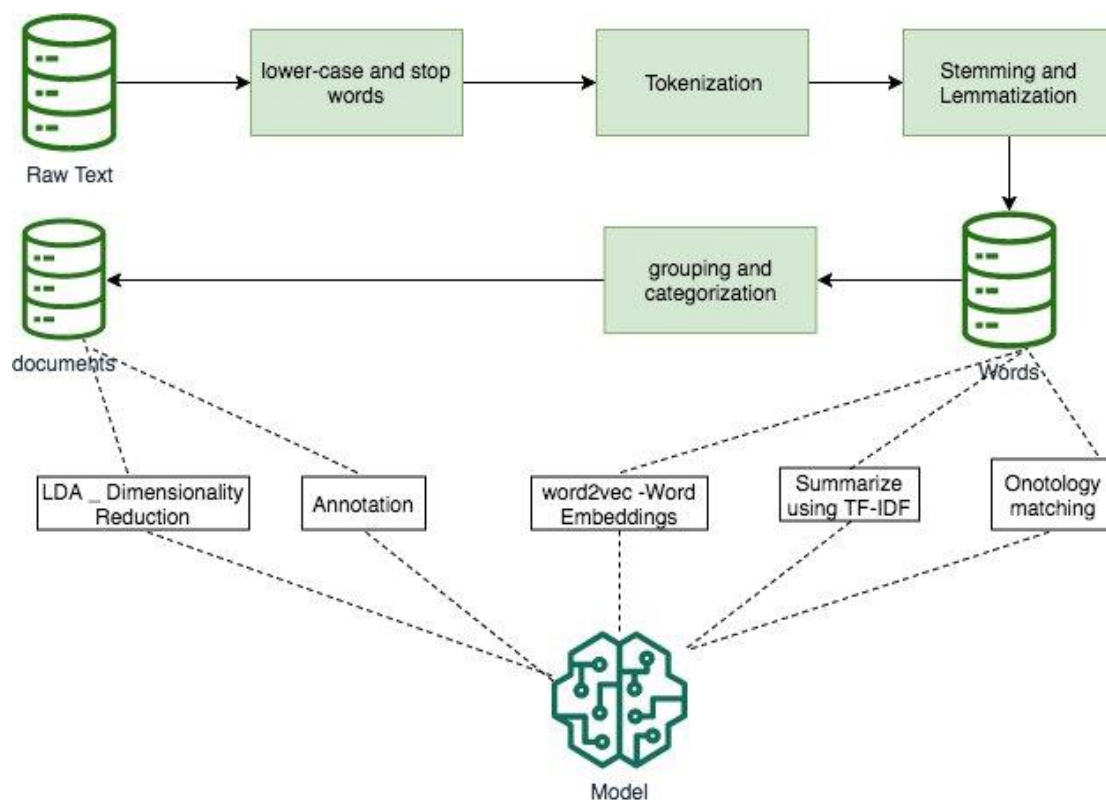 lower-case and stop
words
Tokenization
Stemming and
Lemmatization
Raw Text
grouping and
categorization
documents
Words
LDA _ Dimensionality
Reduction
Annotation
word2vec -Word
Embeddings
Summarize
using TF-IDF
Onotology
matching
Model